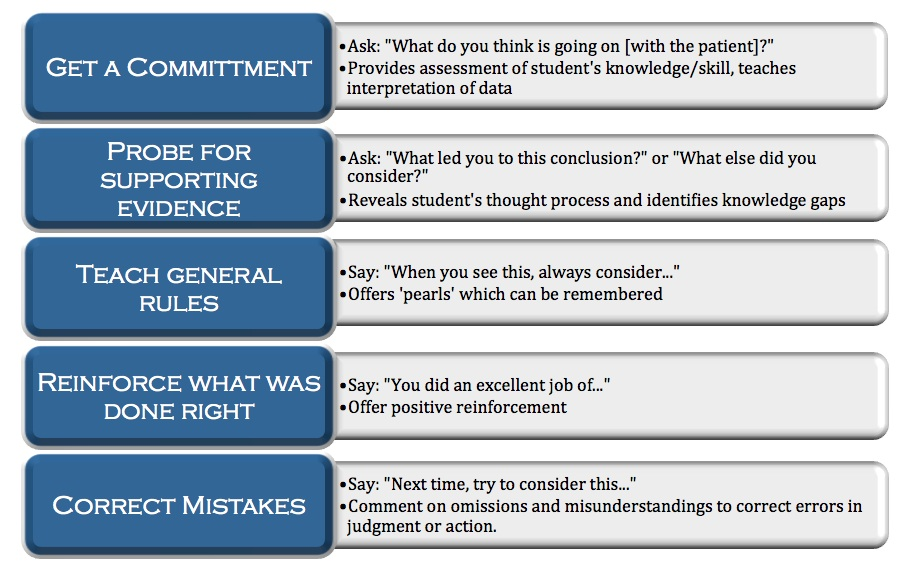 GET A COMMITTMENT
•Ask: "What do you think is going on [with the patient]?"
•Provides assessment of student's knowledge/skill, teaches
interpretation of data
PROBE FOR
SUPPORTING
EVIDENCE
•Ask: "What led you to this conclusion?" or "What else did you
consider?"
•Reveals student's thought process and identifies knowledge gaps
TEACH GENERAL
RULES
•Say: "When you see this, always consider..."
•Offers 'pearls' which can be remembered
REINFORCE WHAT WAS
DONE RIGHT
•Say: "You did an excellent job of..."
•Offer positive reinforcement
CORRECT MISTAKES
•Say: "Next time, try to consider this..."
•Comment on omissions and misunderstandings to correct errors in
judgment or action.